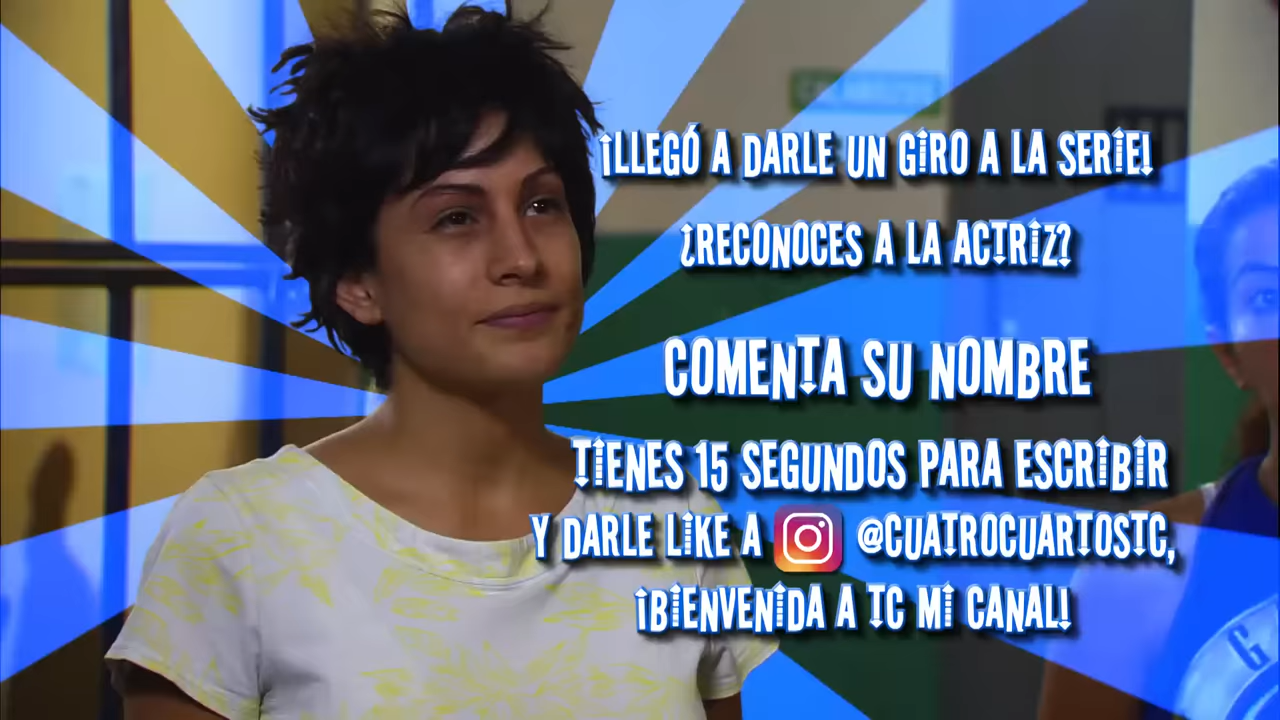 ¡LLEGÓ A DARLE UN GIRO A LA SERIE!
¿RECONOCES A LA ACTRIZ?
COMENTA SU NOMBRE
TIENES 15 SEGUNDOS PARA ESCRIBIR
Y DARLE LIKE A @CUATROCUARTOSTC,
¡BIENVENIDA A TC MI CANAL!
G